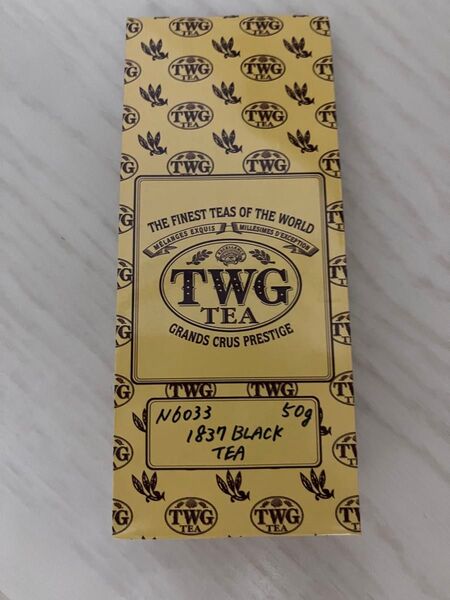 THE FINEST TEAS OF THE WORLD
MÉLANGES EXQUIS MILLÉSIMES D'EXCEPTION
TWG
TEA
GRANDS CRUS PRESTIGE
N6033 50g
1837 BLACK
TEA